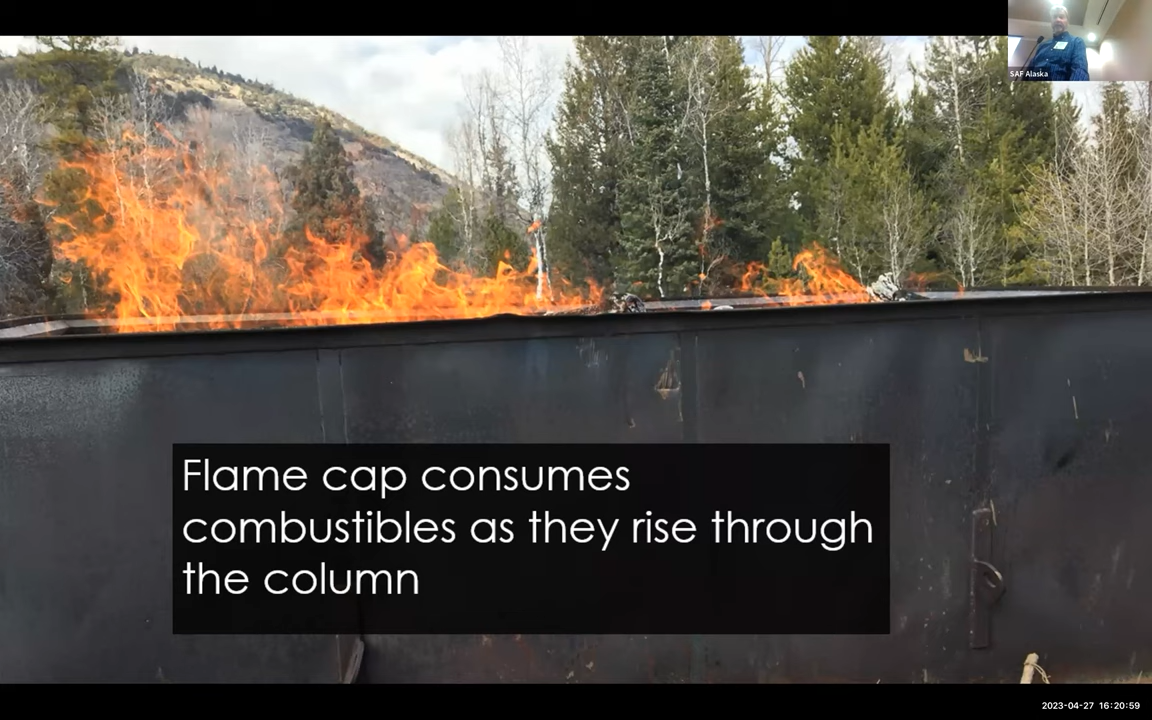 SAF Alaska
Flame cap consumes
combustibles as they rise through
the column
2023-04-27 16:20:59